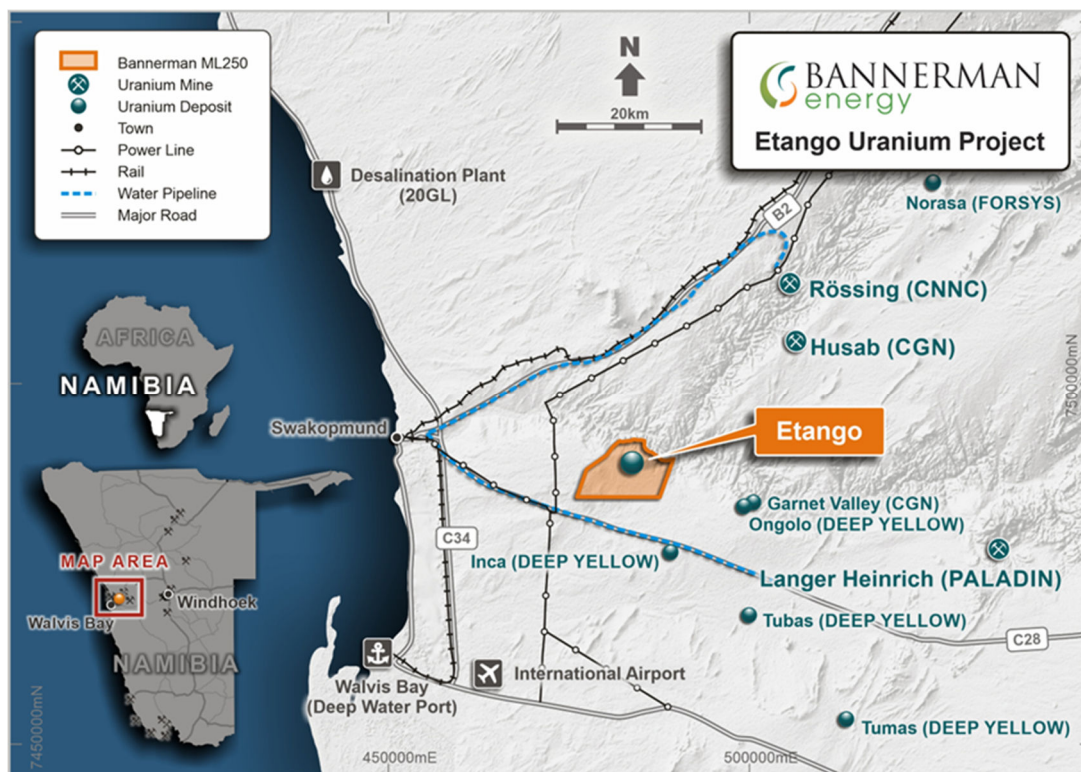 Bannerman ML250
Uranium Mine
Uranium Deposit
Town
Power Line
Rail
Water Pipeline
Major Road
N
20km
BANNERMAN
energy
Etango Uranium Project
Desalination Plant
(20GL)
B2
Norasa (FORSYS)
Rössing (CNNC)
Husab (CGN)
7500000mN
AFRICA
NAMIBIA
Swakopmund
Etango
Garnet Valley (CGN)
Ongolo (DEEP YELLOW)
C34
Inca (DEEP YELLOW)
Langer Heinrich (PALADIN)
MAP AREA
Windhoek
Walvis Bay
NAMIBIA
Tubas (DEEP YELLOW)
C28
International Airport
Walvis Bay
(Deep Water Port)
Tumas (DEEP YELLOW)
7450000mN
450000mE
500000mE